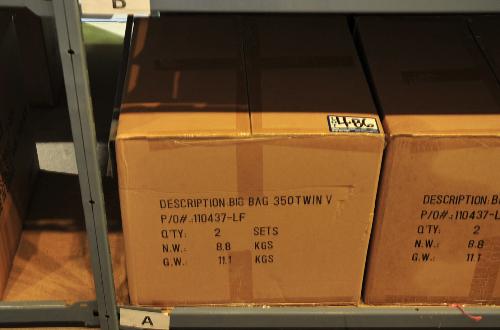 B
486
DESCRIPTION: BIG BAG 350TWIN V
P/O#.:110437-LF
Q'TY: 2 SETS
N.W.: 8.8 KGS
G.W.: 11.1 KGS
DESCRIPTION: B
P/O#.:110437-L
Q'TY: 2
N.W.: 8.8
G.W.: 11.1
A